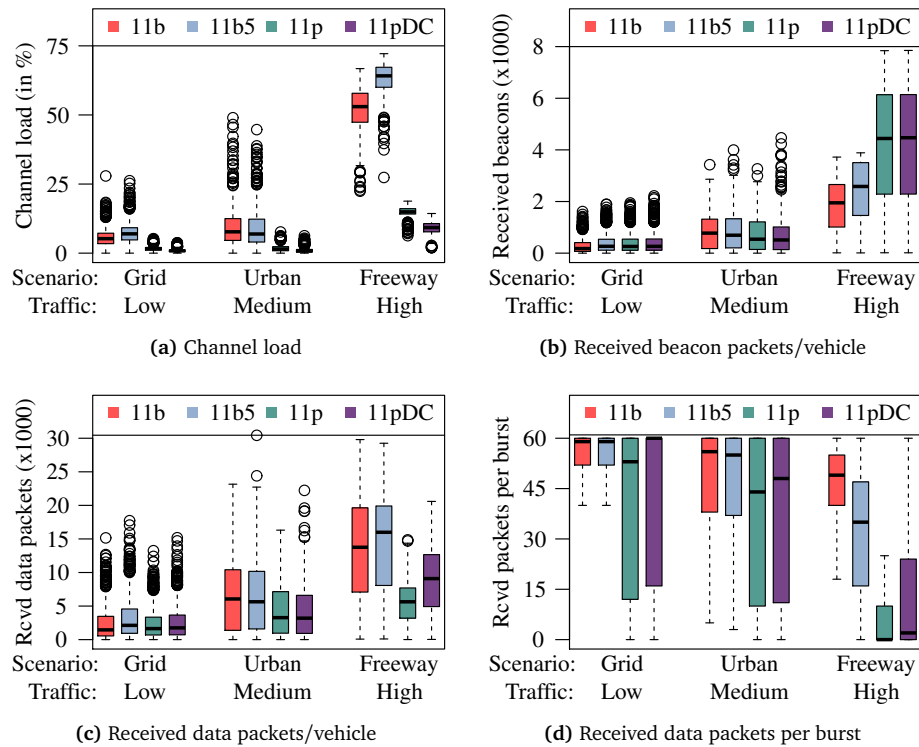 11b 11b5 11p 11pDC
Channel load (in %)
75
50
25
0
Scenario: Grid Urban Freeway
Traffic: Low Medium High
(a) Channel load
11b 11b5 11p 11pDC
Received beacons (x1000)
8
6
4
2
0
Scenario: Grid Urban Freeway
Traffic: Low Medium High
(b) Received beacon packets/vehicle
11b 11b5 11p 11pDC
Rcvd data packets (x1000)
30
25
20
15
10
5
0
Scenario: Grid Urban Freeway
Traffic: Low Medium High
(c) Received data packets/vehicle
11b 11b5 11p 11pDC
Rcvd packets per burst
60
45
30
15
0
Scenario: Grid Urban Freeway
Traffic: Low Medium High
(d) Received data packets per burst